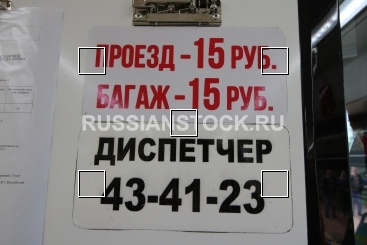 ПРОЕЗД - 15 РУБ.
БАГАЖ - 15 РУБ.
RUSSIANSTOCK.RU
ДИСПЕТЧЕР
43-41-23